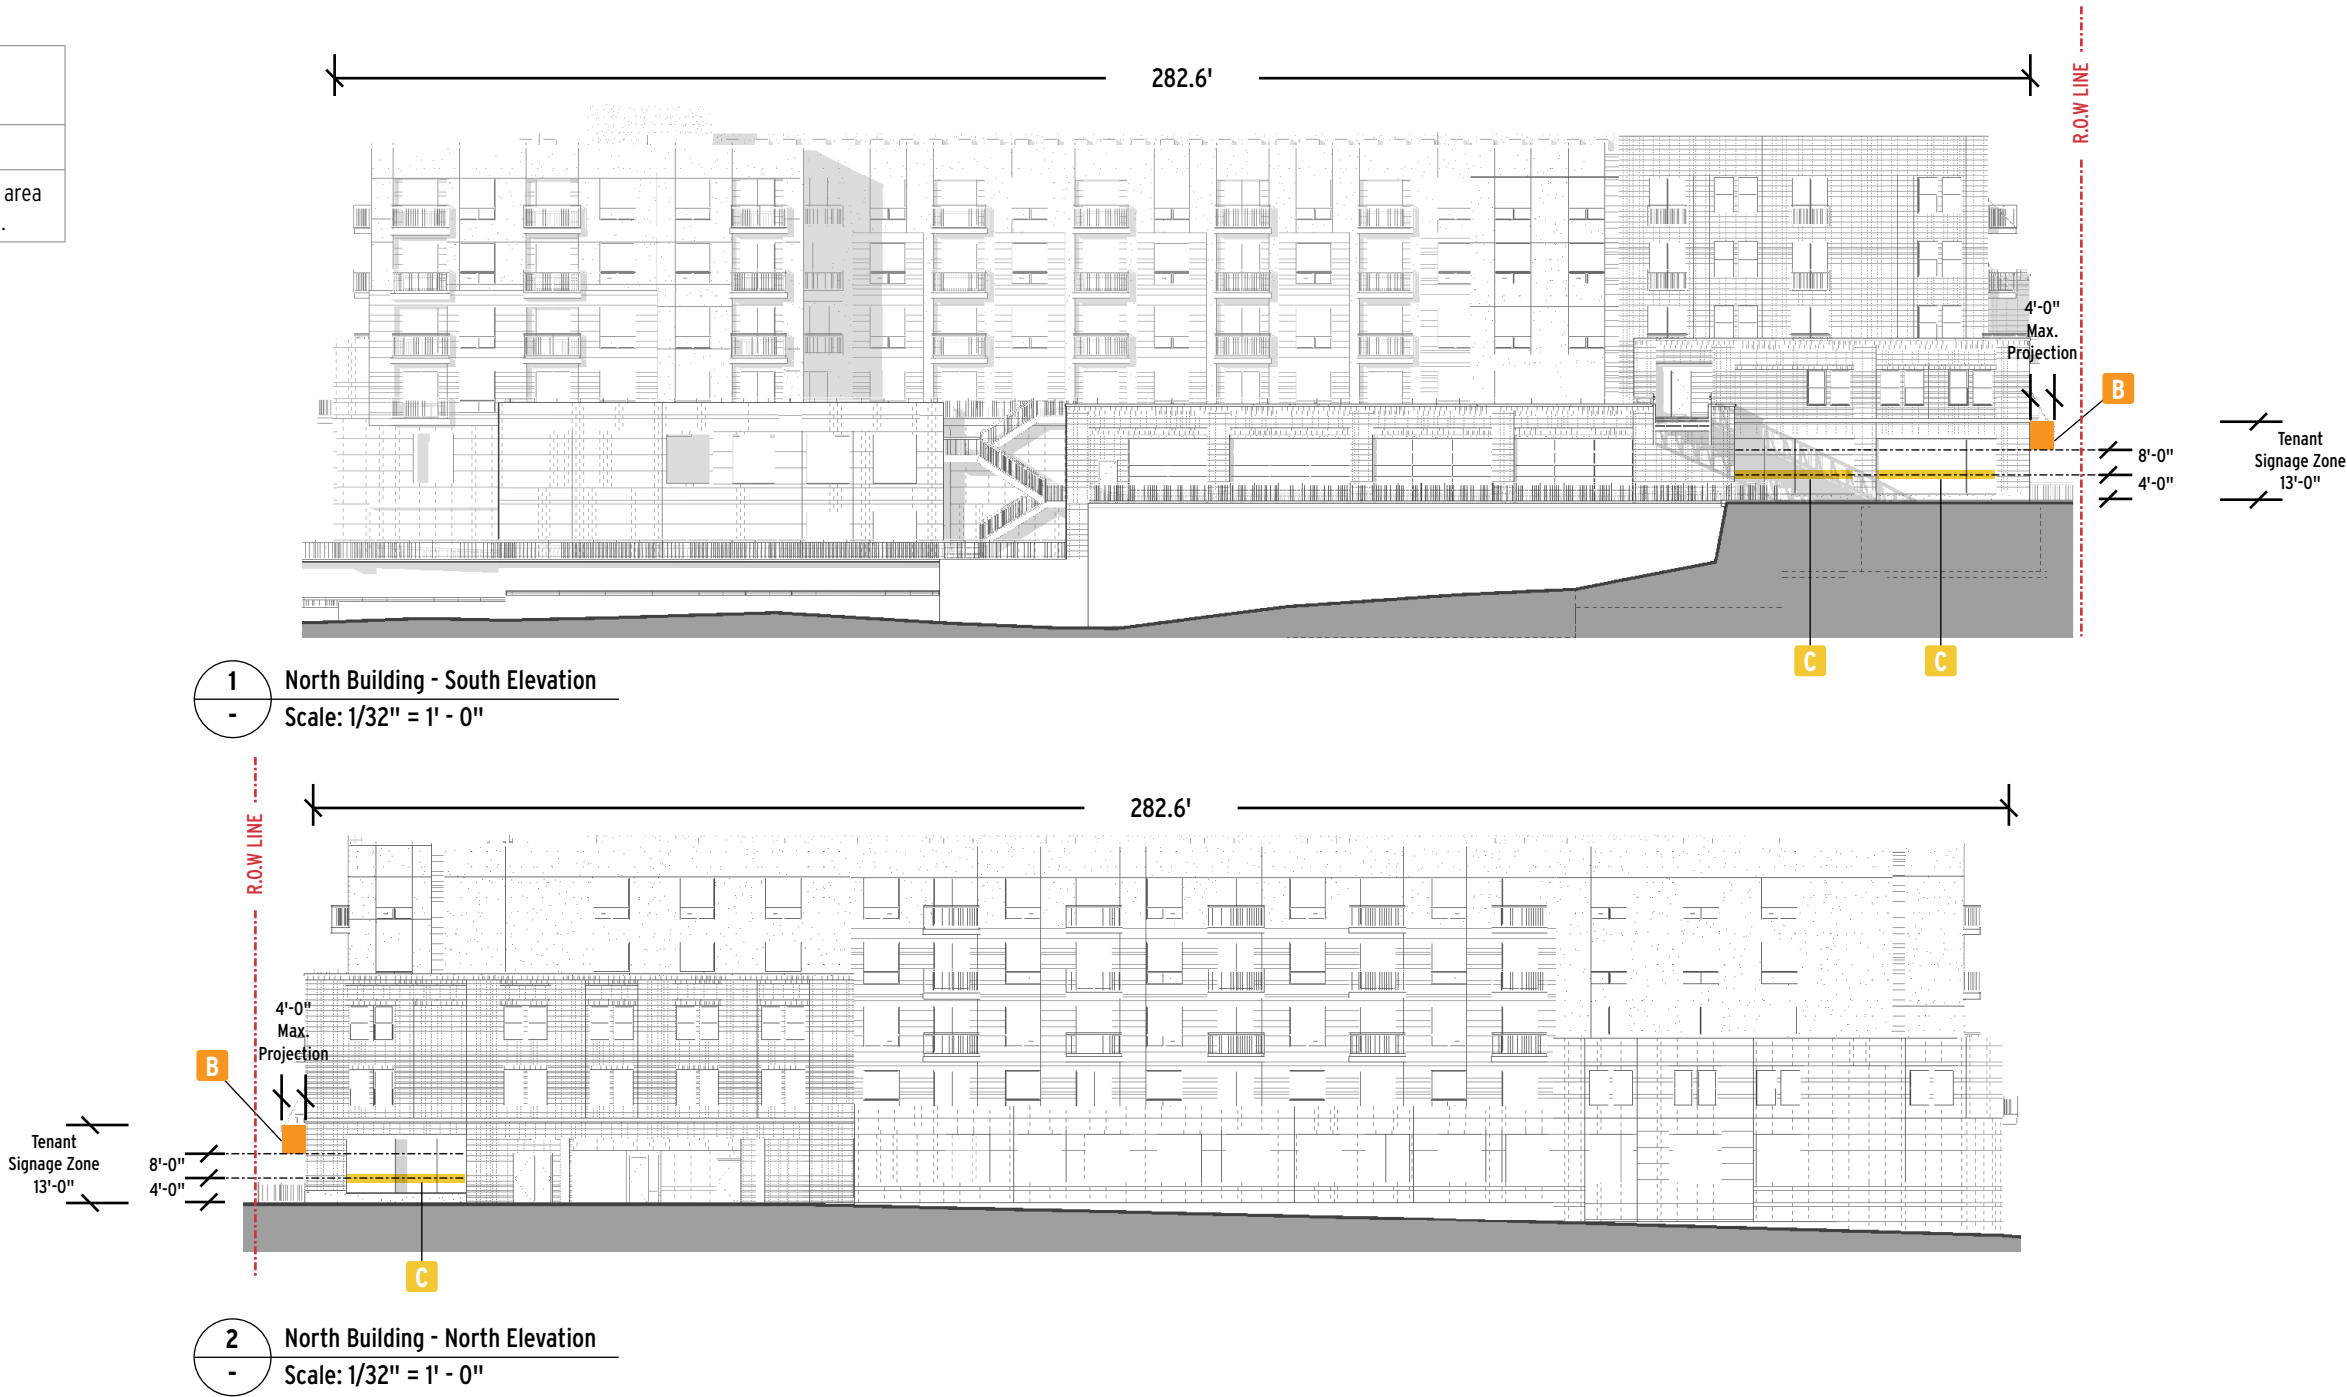 area
.
282.6'
R.O.W LINE
4'-0"
Max.
Projection
B
8'-0"
4'-0"
Tenant
Signage Zone
13'-0"
C
C
1
-
North Building - South Elevation
Scale: 1/32" = 1' - 0"
282.6'
R.O.W LINE
4'-0"
Max.
Projection
B
Tenant
Signage Zone
13'-0"
8'-0"
4'-0"
C
2
-
North Building - North Elevation
Scale: 1/32" = 1' - 0"